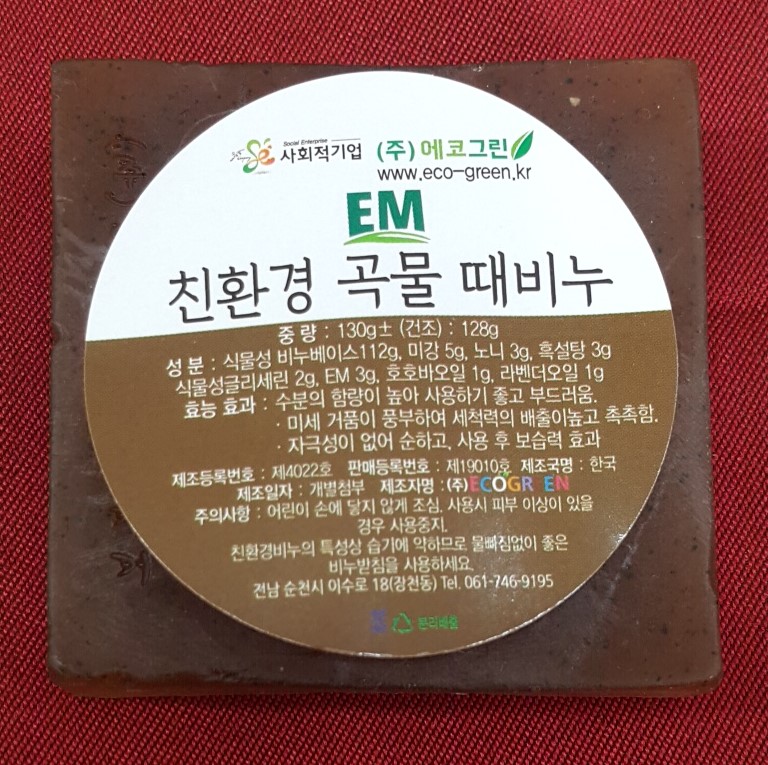 Social Enterprise
사회적기업 (주)에코그린
www.eco-green.kr
EM
친환경 곡물 때비누
중 량 : 130g± (건조) : 128g
성 분 : 식물성 비누베이스112g, 미강 5g, 노니 3g, 흑설탕 3g
식물성글리세린 2g, EM 3g, 호호바오일 1g, 라벤더오일 1g
효능 효과 : 수분의 함량이 높아 사용하기 좋고 부드러움.
· 미세 거품이 풍부하여 세척력의 배출이높고 촉촉함.
· 자극성이 없어 순하고, 사용 후 보습력 효과
제조등록번호 : 제4022호 판매등록번호 : 제19010호 제조국명 : 한국
제조일자 : 개별첨부 제조자명 : (주)ECOGREEN
주의사항 : 어린이 손에 닿지 않게 조심. 사용시 피부 이상이 있을
경우 사용중지.
친환경비누의 특성상 습기에 약하므로 물빠짐없이 좋은
비누받침을 사용하세요.
전남 순천시 이수로 18(장천동) Tel. 061-746-9195
분리배출